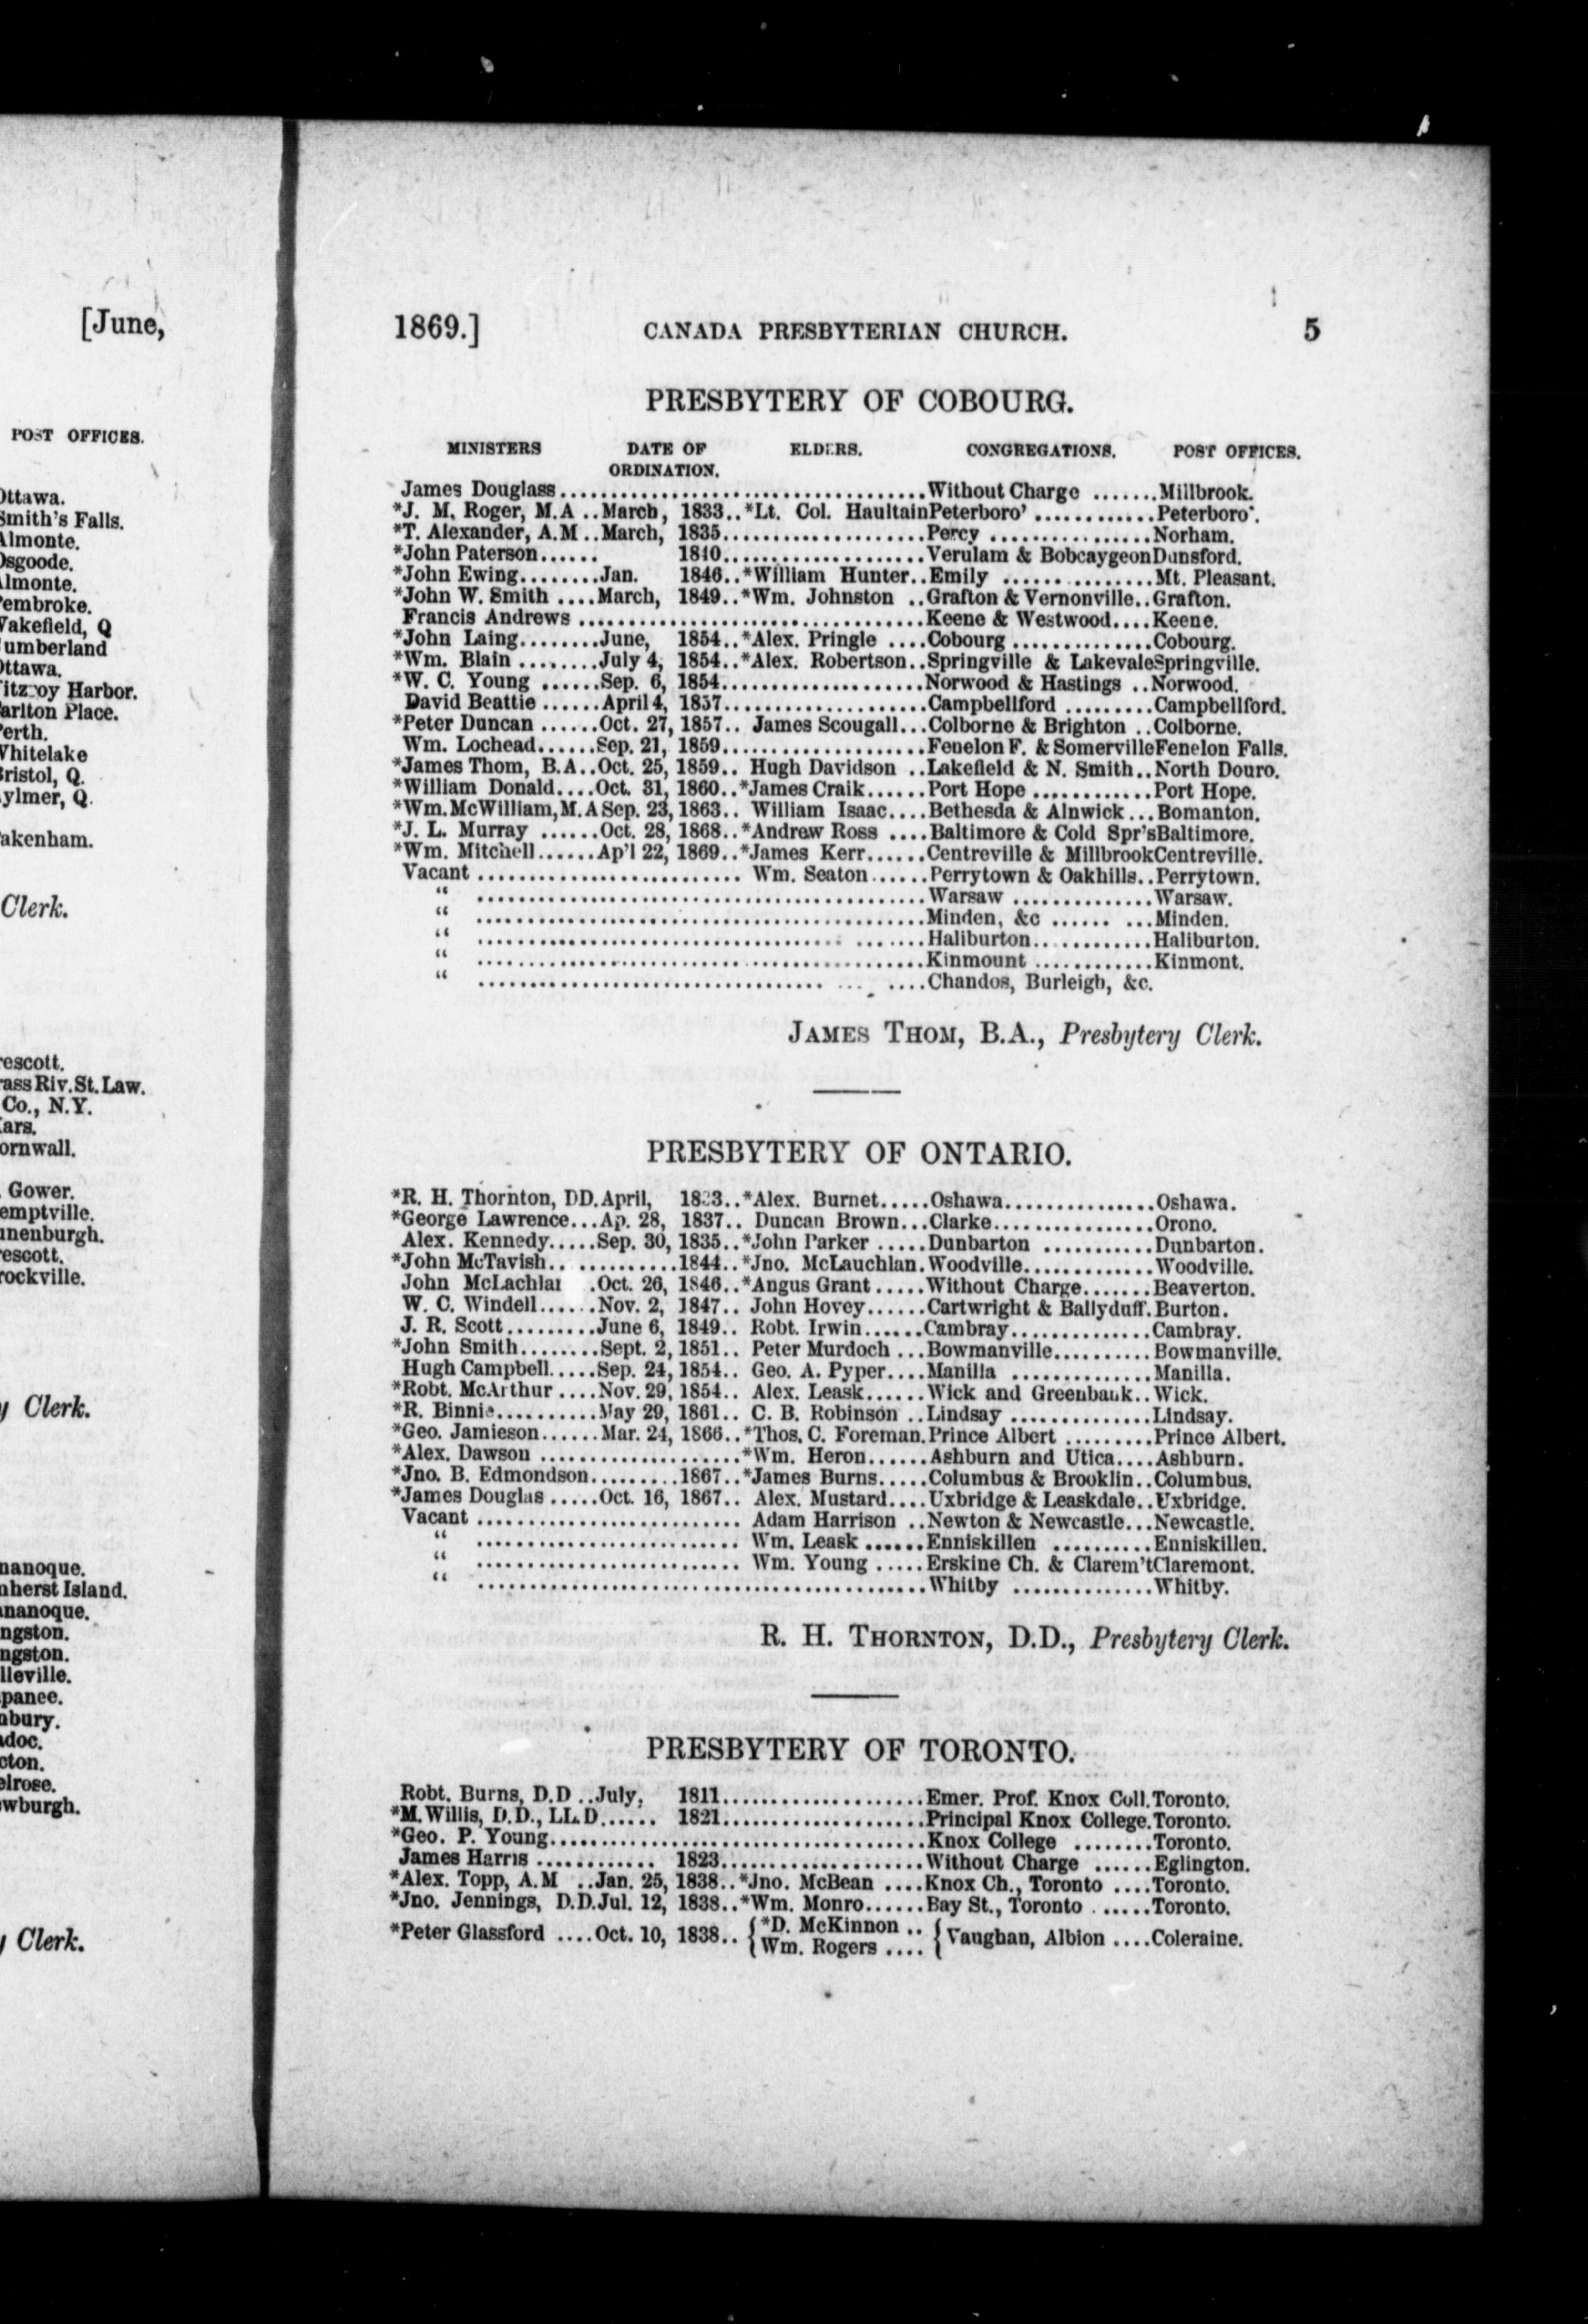 [June,
POST OFFICES.
Ottawa.
Smith's Falls.
Almonte.
Osgoode.
Almonte.
Pembroke.
Wakefield, Q
Cumberland
Ottawa.
Fitzroy Harbor.
Carlton Place.
Perth.
Whitelake
Bristol, Q.
Aylmer, Q.
akenham.
Clerk.
rescott.
rass Riv. St. Law.
Co., N.Y.
ars.
ornwall.
Gower.
emptville.
nenburgh.
escott.
rockville.
y Clerk.
nanoque.
nherst Island.
nanoque.
ngston.
ngston.
lleville.
panee.
nbury.
adoc.
cton.
elrose.
wburgh.
y Clerk.
1869.] CANADA PRESBYTERIAN CHURCH. 5
PRESBYTERY OF COBOURG.
MINISTERS DATE OF ORDINATION. ELDERS. CONGREGATIONS. POST OFFICES.
James Douglass....................................Without Charge .......Millbrook.
*J. M. Roger, M.A ..March, 1833..*Lt. Col. HaultainPeterboro' ............Peterboro'.
*T. Alexander, A.M..March, 1835....................Percy ................Norham.
*John Paterson...... 1840....................Verulam & BobcaygeonDunsford.
*John Ewing........Jan. 1846..*William Hunter..Emily ...............Mt. Pleasant.
*John W. Smith ....March, 1849..*Wm. Johnston ..Grafton & Vernonville..Grafton.
Francis Andrews ..................................Keene & Westwood....Keene.
*John Laing........June, 1854..*Alex. Pringle ....Cobourg ..............Cobourg.
*Wm. Blain ........July 4, 1854..*Alex. Robertson..Springville & LakevaleSpringville.
*W. C. Young ......Sep. 6, 1854....................Norwood & Hastings ..Norwood.
David Beattie ......April 4, 1857....................Campbellford .........Campbellford.
*Peter Duncan ......Oct. 27, 1857.. James Scougall...Colborne & Brighton ..Colborne.
Wm. Lochead......Sep. 21, 1859....................Fenelon F. & SomervilleFenelon Falls.
*James Thom, B.A..Oct. 25, 1859.. Hugh Davidson ..Lakefield & N. Smith..North Douro.
*William Donald....Oct. 31, 1860..*James Craik......Port Hope ............Port Hope.
*Wm. McWilliam, M.A Sep. 23, 1863.. William Isaac....Bethesda & Alnwick...Bomanton.
*J. L. Murray ......Oct. 28, 1868..*Andrew Ross ....Baltimore & Cold Spr'sBaltimore.
*Wm. Mitchell......Ap'l 22, 1869..*James Kerr......Centreville & MillbrookCentreville.
Vacant .......................... Wm. Seaton......Perrytown & Oakhills..Perrytown.
“ ............................................Warsaw ..............Warsaw.
“ ............................................Minden, &c ...... ...Minden.
“ ............................................Haliburton............Haliburton.
“ ............................................Kinmount ............Kinmont.
“ ............................................Chandos, Burleigh, &c.
JAMES THOM, B.A., Presbytery Clerk.
PRESBYTERY OF ONTARIO.
*R. H. Thornton, DD. April, ..*Alex. Burnet.....Oshawa...............Oshawa.
*George Lawrence...Ap. 28, 1837.. Duncan Brown...Clarke................Orono.
Alex. Kennedy.....Sep. 30, 1835..*John Parker .....Dunbarton ...........Dunbarton.
*John McTavish.. ..........1844..*Jno. McLauchlan.Woodville.............Woodville.
John McLachlan .Oct. 26, 1846..*Angus Grant.....Without Charge.......Beaverton.
W. C. Windell......Nov. 2, 1847.. John Hovey......Cartwright & Ballyduff.Burton.
J. R. Scott.........June 6, 1849.. Robt. Irwin......Cambray..............Cambray.
*John Smith........Sept. 2, 1851.. Peter Murdoch ...Bowmanville..........Bowmanville.
Hugh Campbell.....Sep. 24, 1854.. Geo. A. Pyper....Manilla ..............Manilla.
*Robt. McArthur ....Nov. 29, 1854.. Alex. Leask......Wick and Greenbank..Wick.
*R. Binnie..........May 29, 1861.. C. B. Robinson ..Lindsay ..............Lindsay.
*Geo. Jamieson......Mar. 24, 1866..*Thos. C. Foreman.Prince Albert .........Prince Albert.
*Alex. Dawson ....................*Wm. Heron......Ashburn and Utica....Ashburn.
*Jno. B. Edmondson.........1867..*James Burns.....Columbus & Brooklin..Columbus.
*James Douglas .....Oct. 16, 1867.. Alex. Mustard....Uxbridge & Leaskdale..Uxbridge.
Vacant .......................... Adam Harrison ..Newton & Newcastle...Newcastle.
“ .......................... Wm. Leask ......Enniskillen ..........Enniskillen.
“ .......................... Wm. Young .....Erskine Ch. & Clarem'tClaremont.
“ ............................................Whitby ..............Whitby.
R. H. THORNTON, D.D., Presbytery Clerk.
PRESBYTERY OF TORONTO.
Robt. Burns, D.D ..July, 1811....................Emer. Prof. Knox Coll.Toronto.
*M. Willis, D.D., LL.D...... 1821....................Principal Knox College.Toronto.
*Geo. P. Young.....................................Knox College ........Toronto.
James Harris ............ 1823....................Without Charge ......Eglington.
*Alex. Topp, A.M ..Jan. 25, 1838..*Jno. McBean ....Knox Ch., Toronto ....Toronto.
*Jno. Jennings, D.D. Jul. 12, 1838..*Wm. Monro......Bay St., Toronto ......Toronto.
*Peter Glassford ....Oct. 10, 1838.. {*D. McKinnon .. { Vaughan, Albion ....Coleraine.
{Wm. Rogers ....